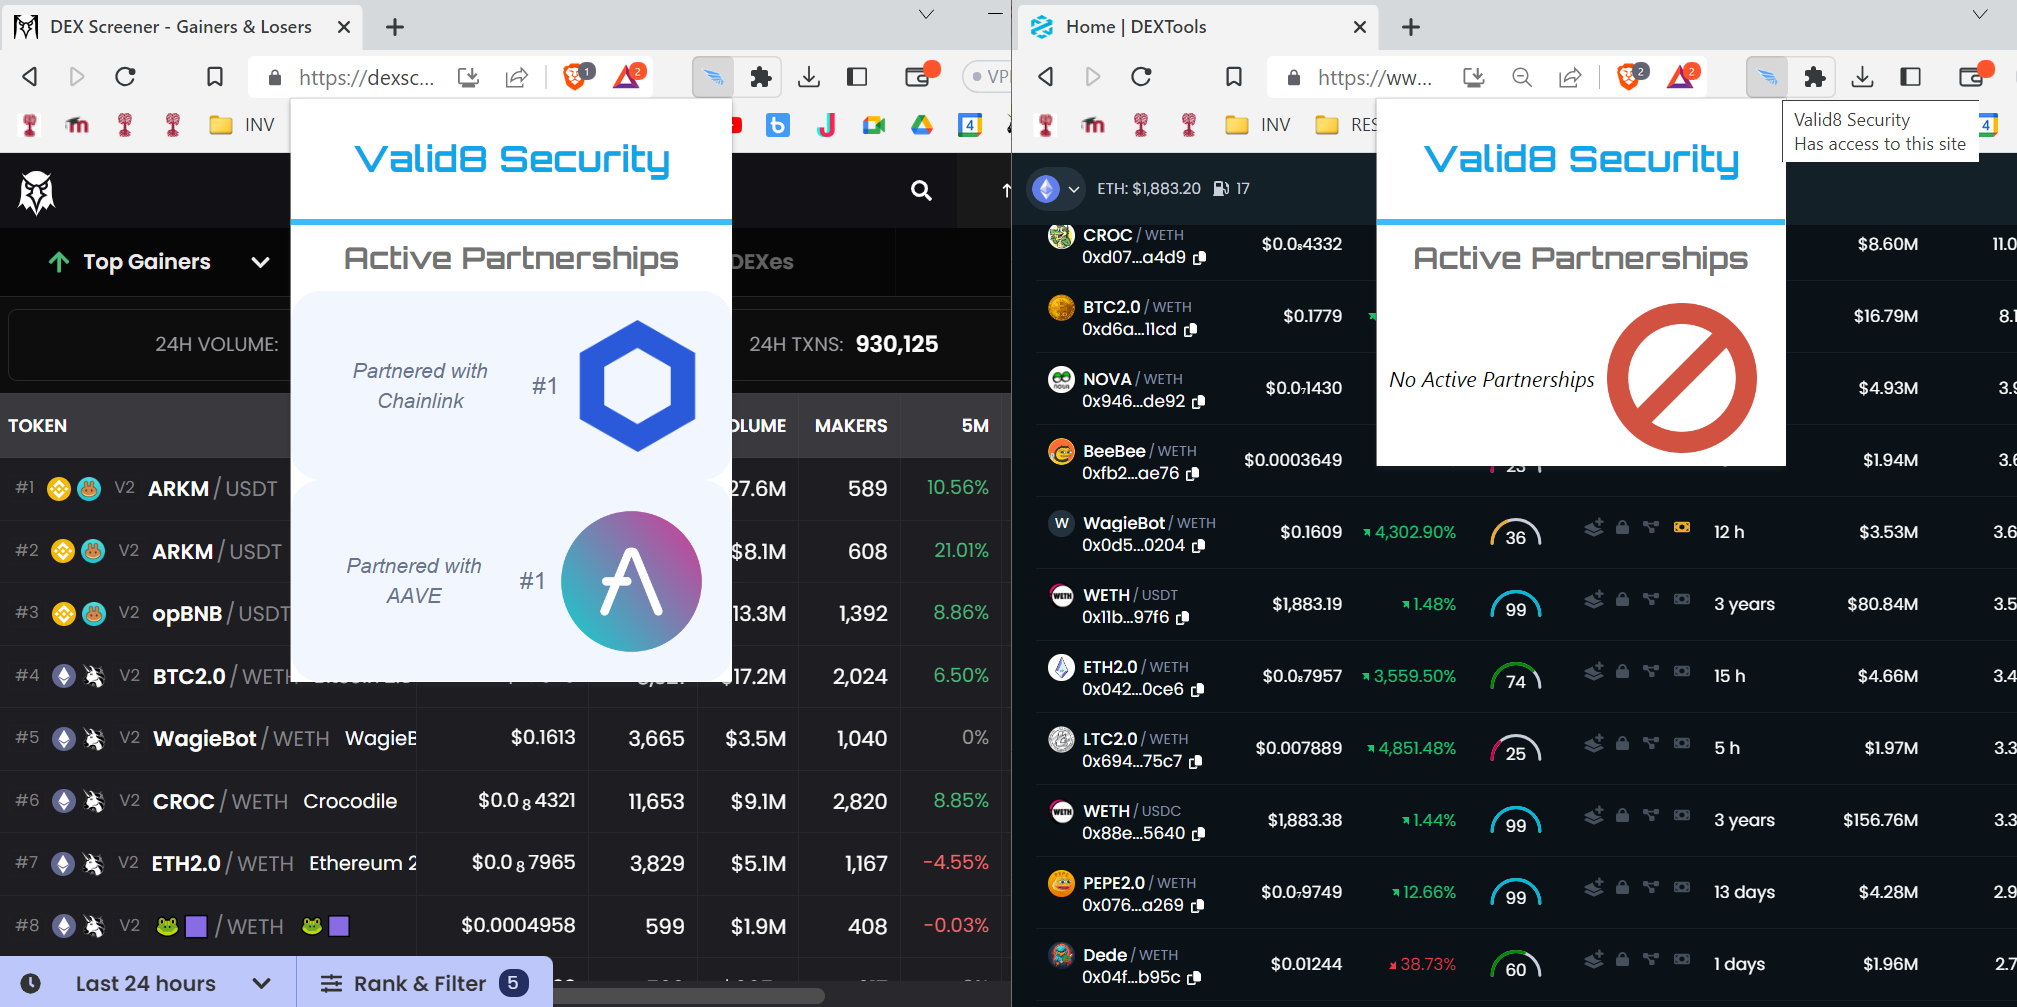 DEX Screener - Gainers & Losers
https://dexsc...
1
2
INV
4
Valid8 Security
Active Partnerships
Partnered with
Chainlink
#1
Partnered with
AAVE
#1
Top Gainers
DEXes
24H VOLUME:
24H TXNS: 930,125
TOKEN
MAKERS
5M
#1 V2 ARKM / USDT 27.6M 589 10.56%
#2 V2 ARKM / USDT $8.1M 608 21.01%
#3 V2 opBNB / USDT 13.3M 1,392 8.86%
#4 V2 BTC2.0 / WETH 17.2M 2,024 6.50%
#5 V2 WagieBot / WETH WagieB $0.1613 3,665 $3.5M 1,040 0%
#6 V2 CROC / WETH Crocodile $0.0₈4321 11,653 $9.1M 2,820 8.85%
#7 V2 ETH2.0 / WETH Ethereum 2 $0.0₈7965 3,829 $5.1M 1,167 -4.55%
#8 V2 🐸🟪 / WETH 🐸🟪 $0.0004958 599 $1.9M 408 -0.03%
Last 24 hours
Rank & Filter 5
Home | DEXTools
https://ww...
2
2
INV
RES
4
Valid8 Security
Has access to this site
Valid8 Security
Active Partnerships
No Active Partnerships
ETH: $1,883.20 17
CROC / WETH
0xd07...a4d9
$0.0₈4332 $8.60M 11.0
BTC2.0 / WETH
0xd6a...11cd
$0.1779 $16.79M 8.1
NOVA / WETH
0x946...de92
$0.0₇1430 $4.93M 3.9
BeeBee / WETH
0xfb2...ae76
$0.0003649 $1.94M 3.6
W WagieBot / WETH
0x0d5...0204
$0.1609 4,302.90% 36 12 h $3.53M 3.6
WETH / USDT
0x11b...97f6
$1,883.19 1.48% 99 3 years $80.84M 3.5
ETH2.0 / WETH
0x042...0ce6
$0.0₈7957 3,559.50% 74 15 h $4.66M 3.4
LTC2.0 / WETH
0x694...75c7
$0.007889 4,851.48% 25 5 h $1.97M 3.3
WETH / USDC
0x88e...5640
$1,883.38 1.44% 99 3 years $156.76M 3.3
PEPE2.0 / WETH
0x076...a269
$0.0₇9749 12.66% 99 13 days $4.28M 2.9
Dede / WETH
0x04f...b95c
$0.01244 38.73% 60 1 days $1.96M 2.7